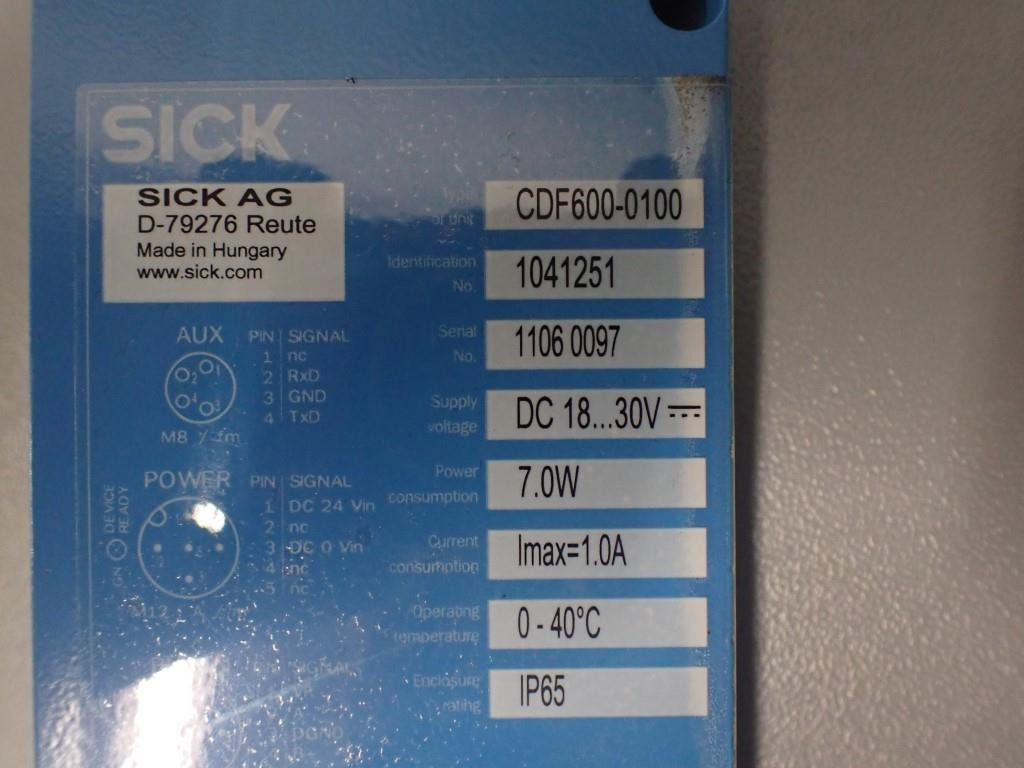 SICK
SICK AG
D-79276 Reute
Made in Hungary
www.sick.com
Type of unit CDF600-0100
Identification No. 1041251
Serial No. 1106 0097
Supply voltage DC 18...30V
Power consumption 7.0W
Current consumption Imax=1.0A
Operating temperature 0 - 40°C
Enclosure rating IP65
AUX PIN SIGNAL
1 nc
2 RxD
3 GND
4 TxD
M8
POWER PIN SIGNAL
1 DC 24 Vin
2 nc
3 DC 0 Vin
4 nc
5 nc
DEVICE READY
GN
M12
SIGNAL
DGND